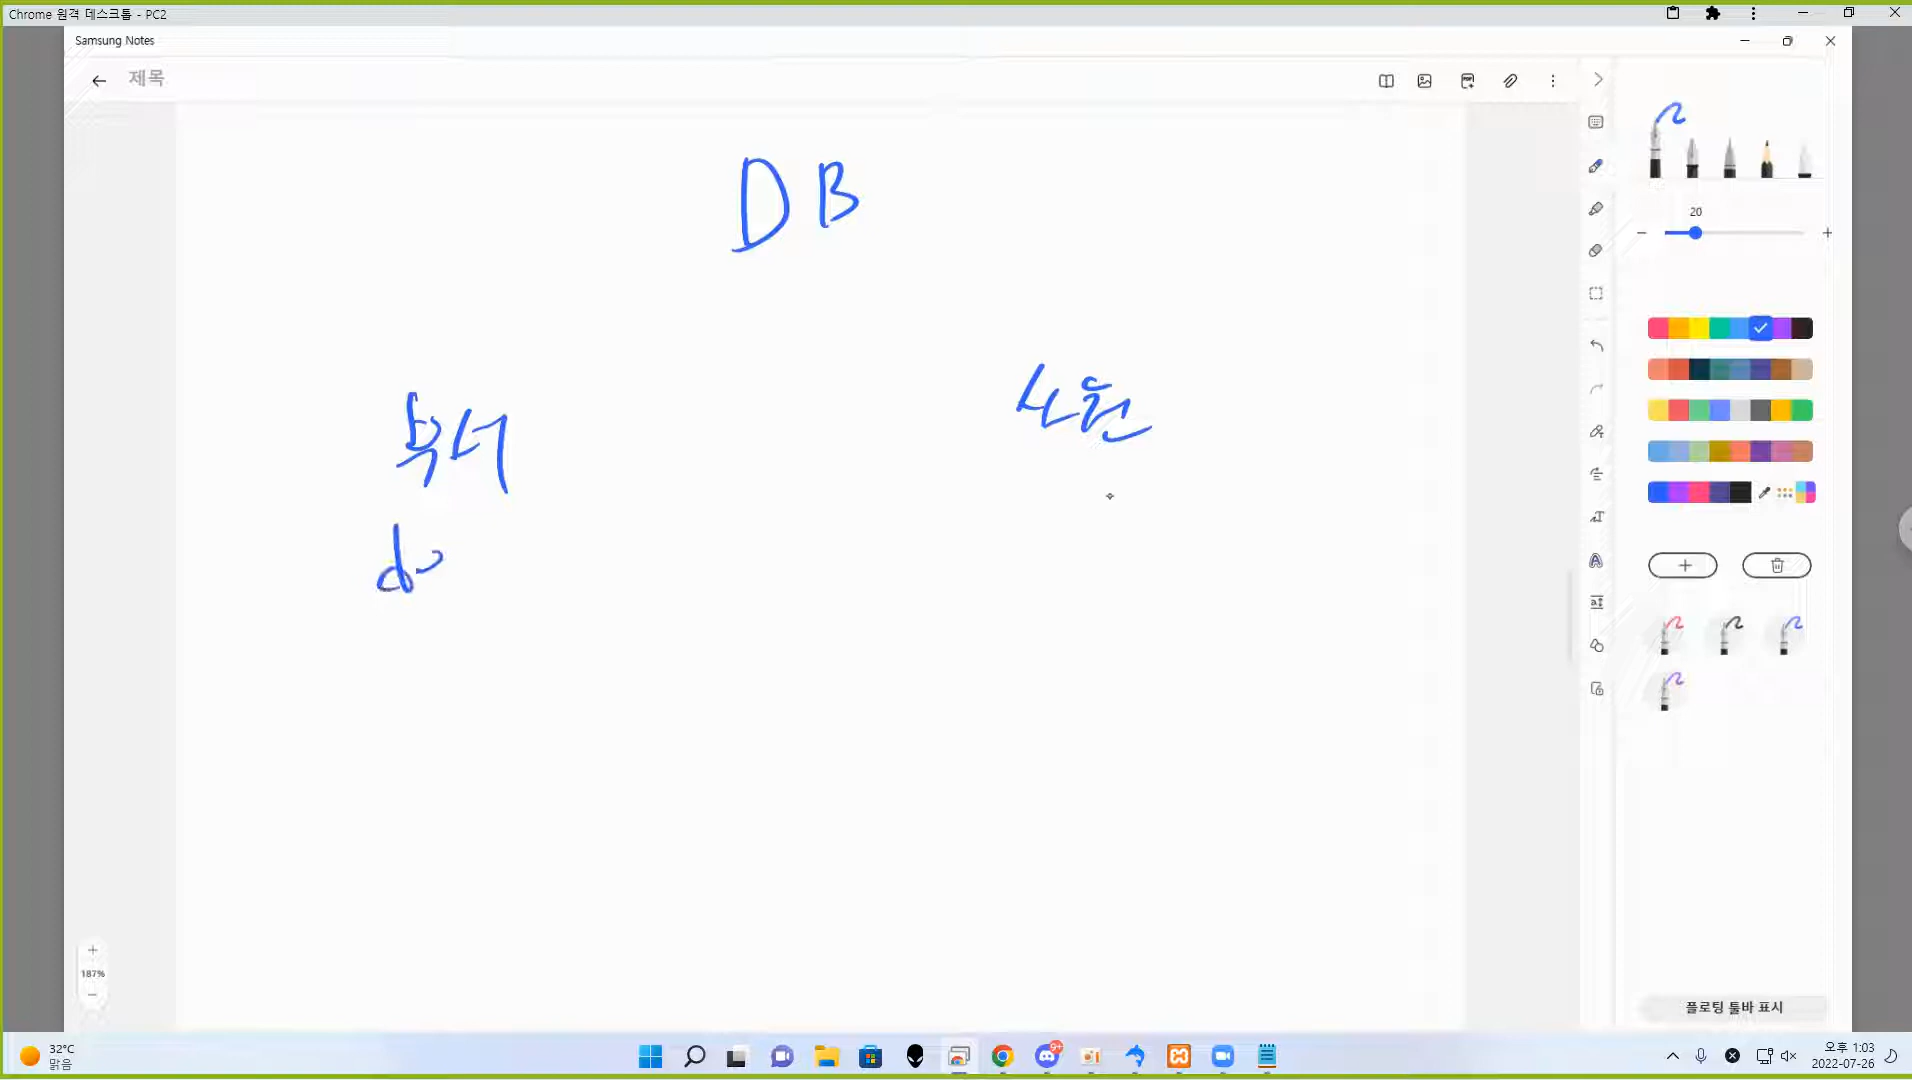 Chrome 원격 데스크톱 - PC2
Samsung Notes
제목
20
DB
사원
부서
187%
플로팅 툴바 표시
32°C
맑음
9+
오후 1:03
2022-07-26